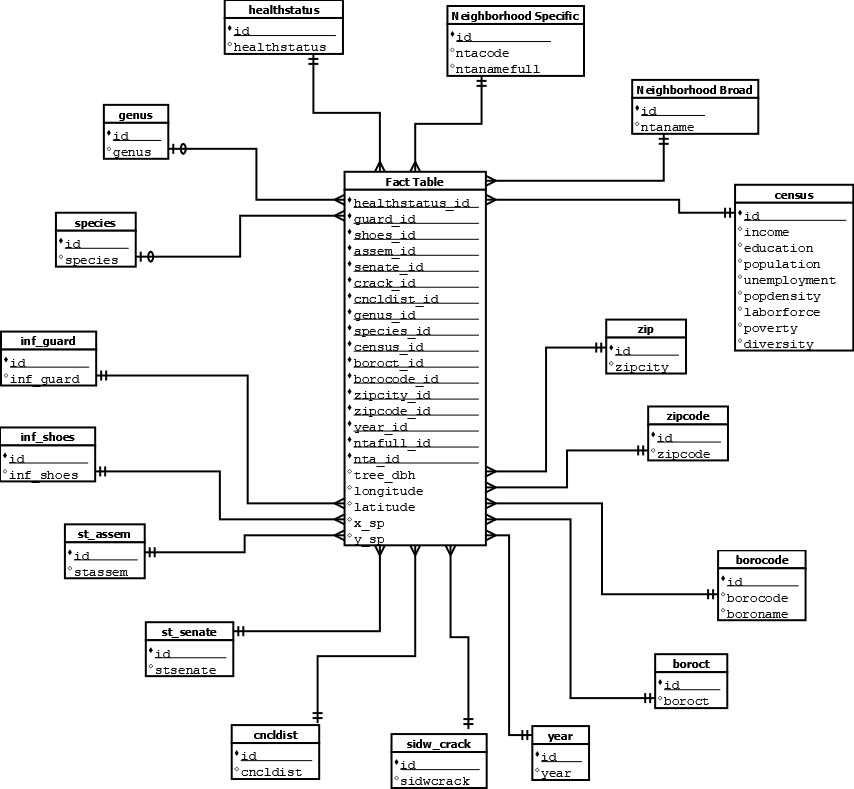 healthstatus
id
healthstatus
Neighborhood Specific
id
ntacode
ntanamefull
Neighborhood Broad
id
ntaname
genus
id
genus
species
id
species
Fact Table
healthstatus_id
guard_id
shoes_id
assem_id
senate_id
crack_id
cncldist_id
genus_id
species_id
census_id
boroct_id
borocode_id
zipcity_id
zipcode_id
year_id
ntafull_id
nta_id
tree_dbh
longitude
latitude
x_sp
y_sp
census
id
income
education
population
unemployment
popdensity
laborforce
poverty
diversity
inf_guard
id
inf_guard
zip
id
zipcity
inf_shoes
id
inf_shoes
zipcode
id
zipcode
st_assem
id
stassem
borocode
id
borocode
boroname
st_senate
id
stsenate
boroct
id
boroct
cncldist
id
cncldist
sidw_crack
id
sidwcrack
year
id
year